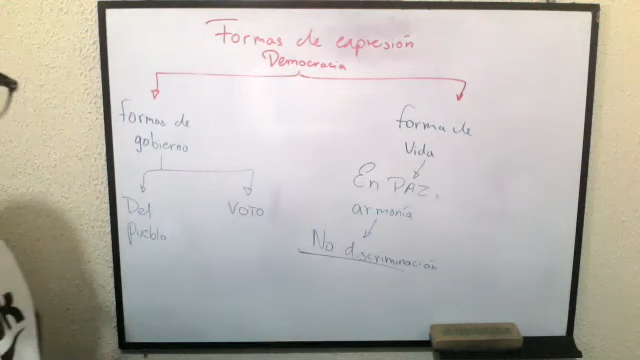 Formas de expresión
Democracia
formas de
gobierno
Del
pueblo
VOTO
forma de
Vida
En PAZ,
armonía
No discriminación